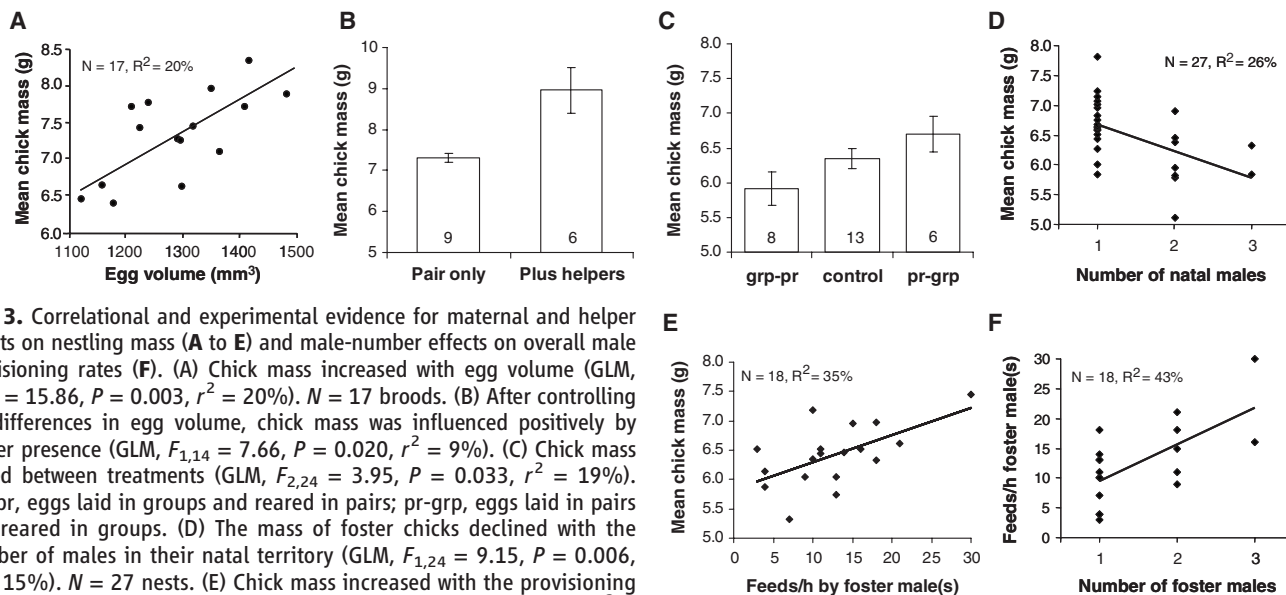 A
Mean chick mass (g)
8.5
8.0
7.5
7.0
6.5
6.0
N = 17, R² = 20%
1100 1200 1300 1400 1500
Egg volume (mm³)
B
Mean chick mass (g)
10
9
8
7
6
5
9 6
Pair only Plus helpers
C
Mean chick mass (g)
8.0
7.5
7.0
6.5
6.0
5.5
5.0
8 13 6
grp-pr control pr-grp
D
Mean chick mass (g)
8.0
7.5
7.0
6.5
6.0
5.5
5.0
N = 27, R² = 26%
1 2 3
Number of natal males
3. Correlational and experimental evidence for maternal and helper
ts on nestling mass (A to E) and male-number effects on overall male
isioning rates (F). (A) Chick mass increased with egg volume (GLM,
= 15.86, P = 0.003, r² = 20%). N = 17 broods. (B) After controlling
differences in egg volume, chick mass was influenced positively by
er presence (GLM, F1,14 = 7.66, P = 0.020, r² = 9%). (C) Chick mass
ed between treatments (GLM, F2,24 = 3.95, P = 0.033, r² = 19%).
pr, eggs laid in groups and reared in pairs; pr-grp, eggs laid in pairs
reared in groups. (D) The mass of foster chicks declined with the
ber of males in their natal territory (GLM, F1,24 = 9.15, P = 0.006,
15%). N = 27 nests. (E) Chick mass increased with the provisioning
E
Mean chick mass (g)
8.0
7.5
7.0
6.5
6.0
5.5
5.0
N = 18, R² = 35%
0 5 10 15 20 25 30
Feeds/h by foster male(s)
F
Feeds/h foster male(s)
30
25
20
15
10
5
0
N = 18, R² = 43%
1 2 3
Number of foster males